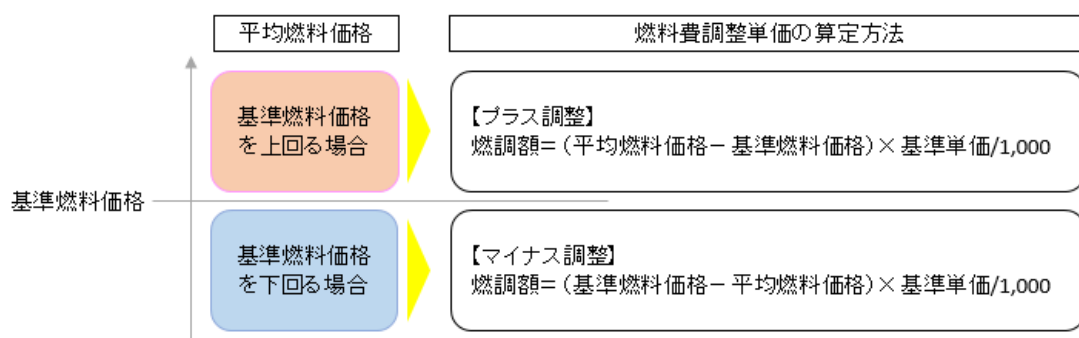 平均燃料価格
燃料費調整単価の算定方法
基準燃料価格
を上回る場合
【プラス調整】
燃調額=(平均燃料価格−基準燃料価格)×基準単価/1,000
基準燃料価格
基準燃料価格
を下回る場合
【マイナス調整】
燃調額=(基準燃料価格−平均燃料価格)×基準単価/1,000